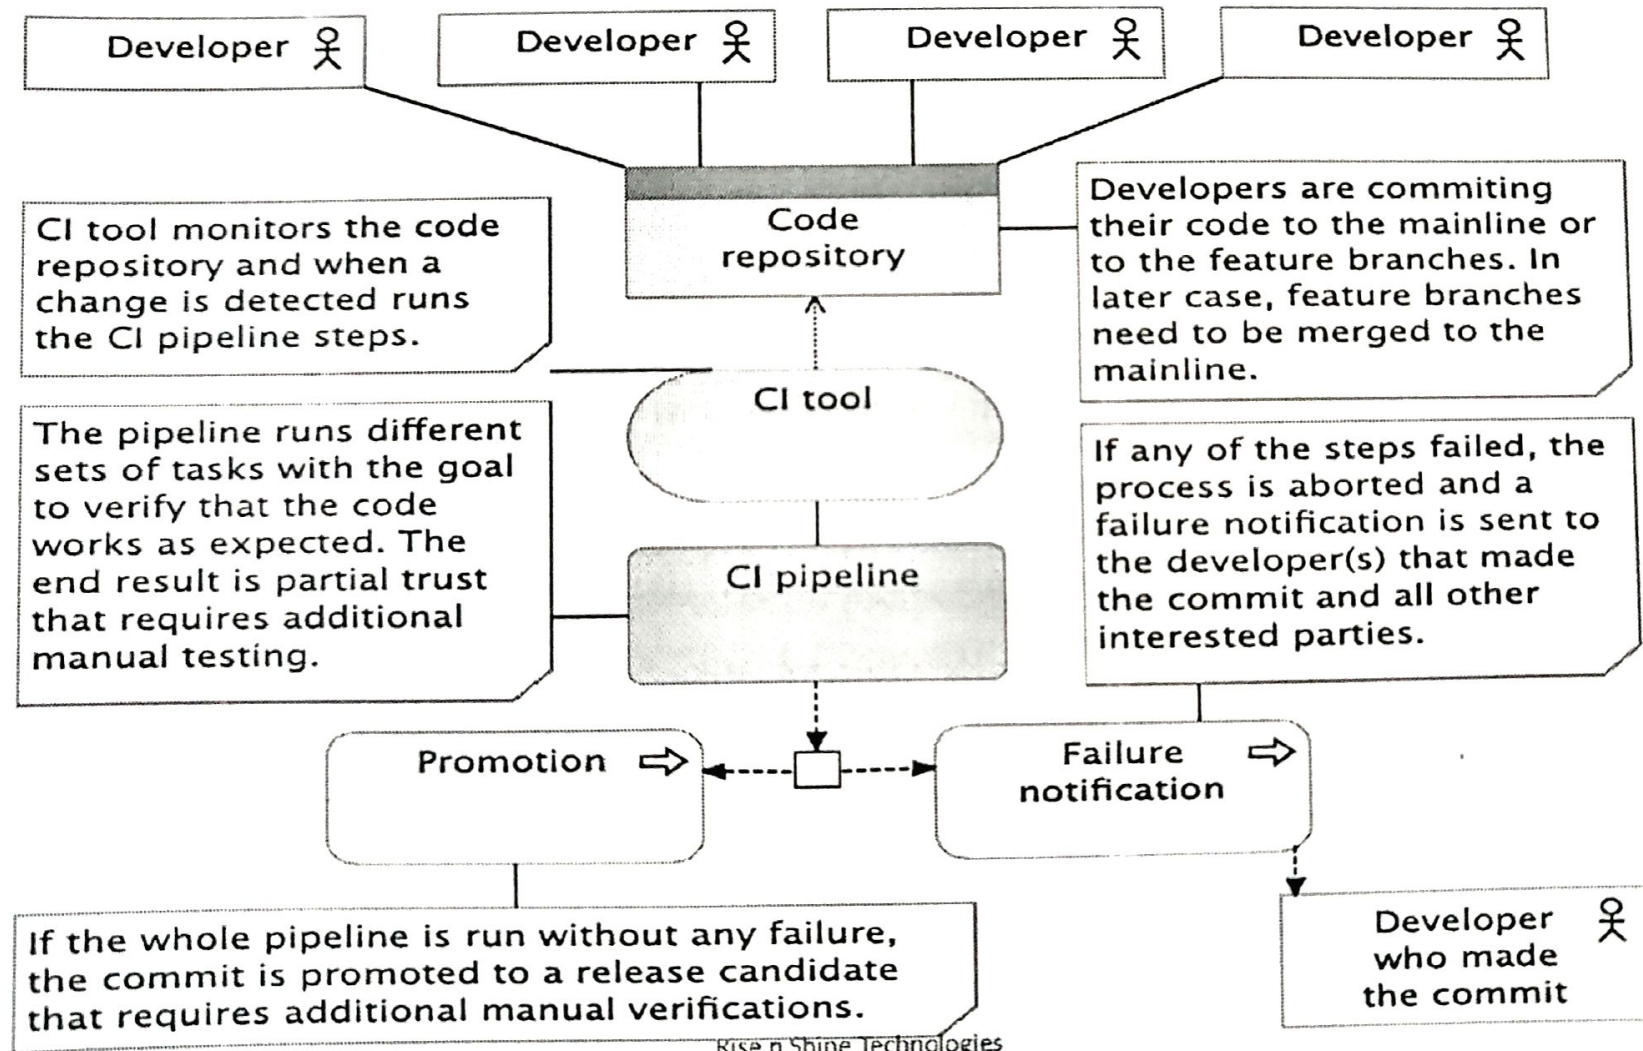 Developer
Developer
Developer
Developer
Code
repository
CI tool monitors the code
repository and when a
change is detected runs
the CI pipeline steps.
Developers are commiting
their code to the mainline or
to the feature branches. In
later case, feature branches
need to be merged to the
mainline.
CI tool
The pipeline runs different
sets of tasks with the goal
to verify that the code
works as expected. The
end result is partial trust
that requires additional
manual testing.
CI pipeline
If any of the steps failed, the
process is aborted and a
failure notification is sent to
the developer(s) that made
the commit and all other
interested parties.
Promotion
Failure
notification
If the whole pipeline is run without any failure,
the commit is promoted to a release candidate
that requires additional manual verifications.
Developer
who made
the commit
Rise n Shine Technologies